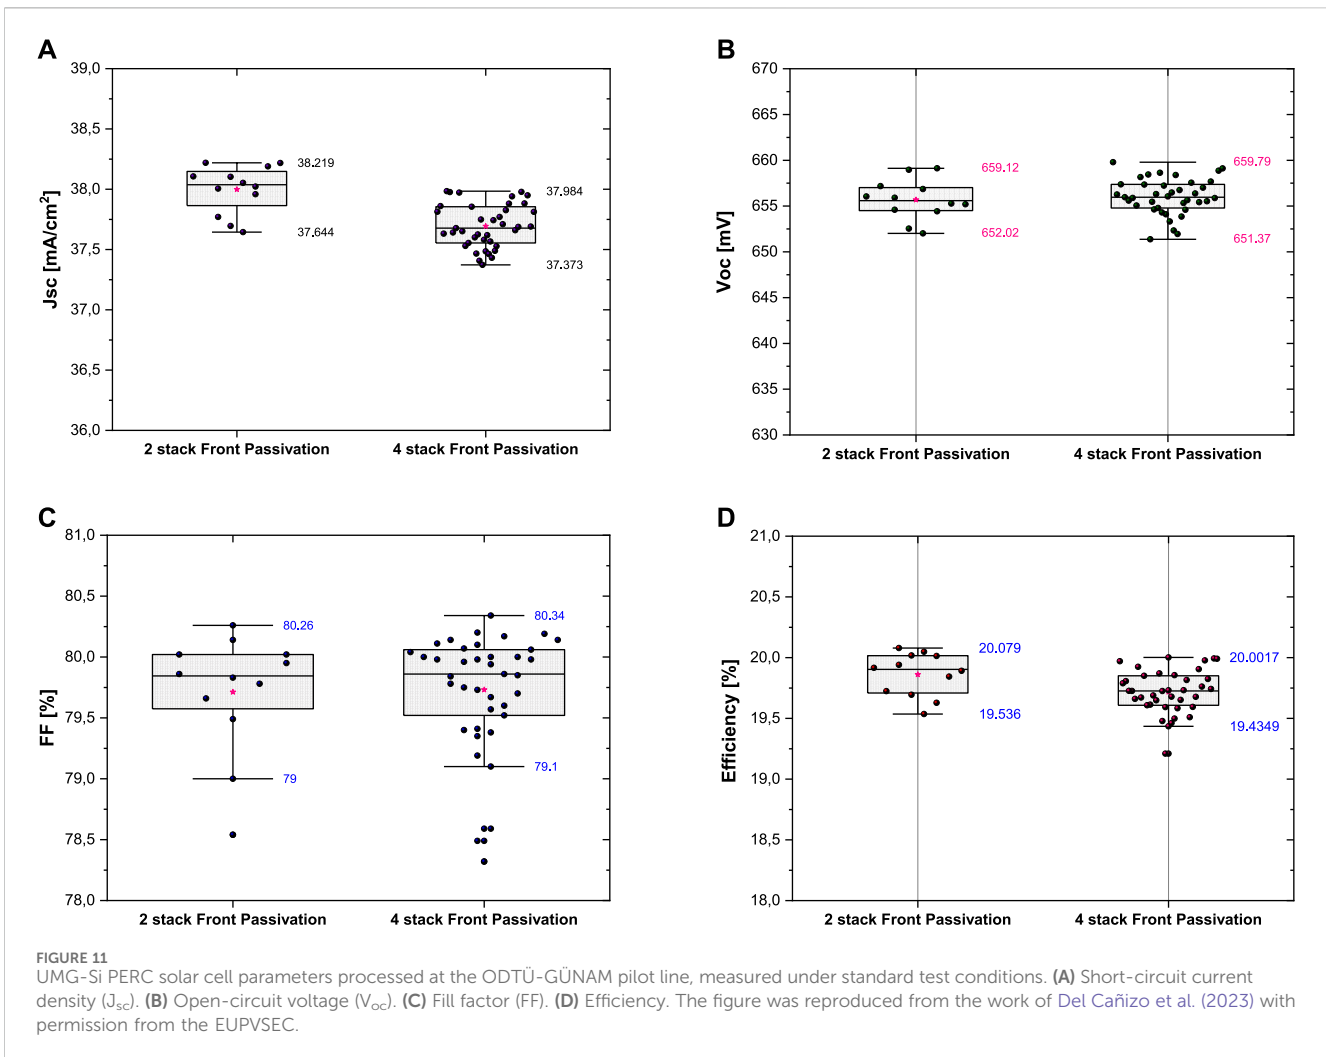 A
39,0
38,5
38,0
37,5
37,0
36,5
36,0
Jsc [mA/cm²]
38.219
37.644
37.984
37.373
2 stack Front Passivation
4 stack Front Passivation
B
670
665
660
655
650
645
640
635
630
Voc [mV]
659.12
652.02
659.79
651.37
2 stack Front Passivation
4 stack Front Passivation
C
81,0
80,5
80,0
79,5
79,0
78,5
78,0
FF [%]
80.26
79
80.34
79.1
2 stack Front Passivation
4 stack Front Passivation
D
21,0
20,5
20,0
19,5
19,0
18,5
18,0
Efficiency [%]
20.079
19.536
20.0017
19.4349
2 stack Front Passivation
4 stack Front Passivation
FIGURE 11
UMG-Si PERC solar cell parameters processed at the ODTÜ-GÜNAM pilot line, measured under standard test conditions. (A) Short-circuit current
density (Jsc). (B) Open-circuit voltage (Voc). (C) Fill factor (FF). (D) Efficiency. The figure was reproduced from the work of Del Cañizo et al. (2023) with
permission from the EUPVSEC.